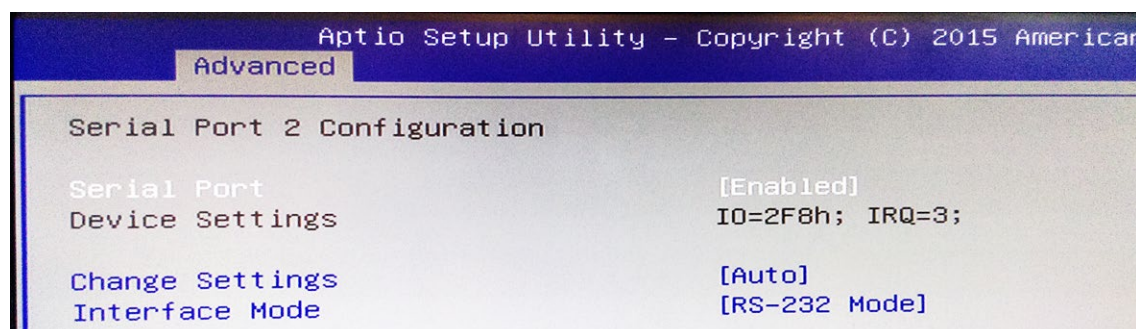 Aptio Setup Utility – Copyright (C) 2015 American
Advanced
Serial Port 2 Configuration
Serial Port [Enabled]
Device Settings IO=2F8h; IRQ=3;
Change Settings [Auto]
Interface Mode [RS-232 Mode]